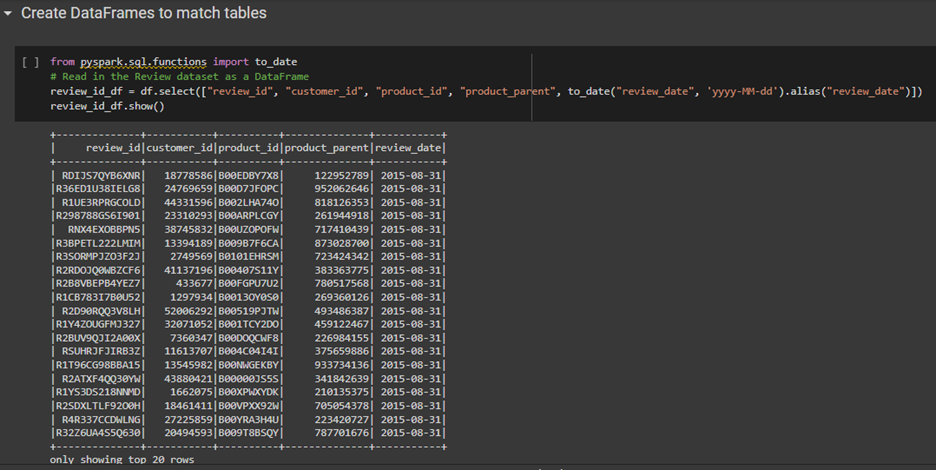 Create DataFrames to match tables
[ ] from pyspark.sql.functions import to_date
# Read in the Review dataset as a DataFrame
review_id_df = df.select(["review_id", "customer_id", "product_id", "product_parent", to_date("review_date", 'yyyy-MM-dd').alias("review_date")])
review_id_df.show()
+--------------+-----------+----------+--------------+-----------+
|     review_id|customer_id|product_id|product_parent|review_date|
+--------------+-----------+----------+--------------+-----------+
| RDIJS7QYB6XNR|   18778586|B00EDBY7X8|     122952789| 2015-08-31|
|R36ED1U38IELG8|   24769659|B00D7JFOPC|     952062646| 2015-08-31|
| R1UE3RPRGCOLD|   44331596|B002LHA74O|     818126353| 2015-08-31|
|R298788GS6I901|   23310293|B00ARPLCGY|     261944918| 2015-08-31|
| RNX4EXOBBPN5|   38745832|B00UZOPOFW|     717410439| 2015-08-31|
|R3BPETL222LMIM|   13394189|B009B7F6CA|     873028700| 2015-08-31|
|R3SORMPJZO3F2J|    2749569|B0101EHRSM|     723424342| 2015-08-31|
|R2RDOJQ0WBZCF6|   41137196|B00407S11Y|     383363775| 2015-08-31|
|R2B8VBEPB4YEZ7|     433677|B00FGPU7U2|     780517568| 2015-08-31|
|R1CB783I7B0U52|    1297934|B0013OY0S0|     269360126| 2015-08-31|
| R2D90RQQ3V8LH|   52006292|B00519PJTW|     493486387| 2015-08-31|
|R1Y4ZOUGFMJ327|   32071052|B001TCY2DO|     459122467| 2015-08-31|
|R2BUV9QJI2A00X|    7360347|B00DOQCWF8|     226984155| 2015-08-31|
| RSUHRJFJIRB3Z|   11613707|B004C04I4I|     375659886| 2015-08-31|
|R1T96CG98BBA15|   13545982|B00NWGEKBY|     933734136| 2015-08-31|
| R2ATXF4QQ30YW|   43880421|B00000JS5S|     341842639| 2015-08-31|
|R1YS3DS218NNMD|    1662075|B00XPWXYDK|     210135375| 2015-08-31|
|R2SDXLTLF92O0H|   18461411|B00VPXX92W|     705054378| 2015-08-31|
| R4R337CCDWLNG|   27225859|B00YRA3H4U|     223420727| 2015-08-31|
|R32Z6UA4S5Q630|   20494593|B009T8BSQY|     787701676| 2015-08-31|
+--------------+-----------+----------+--------------+-----------+
only showing top 20 rows